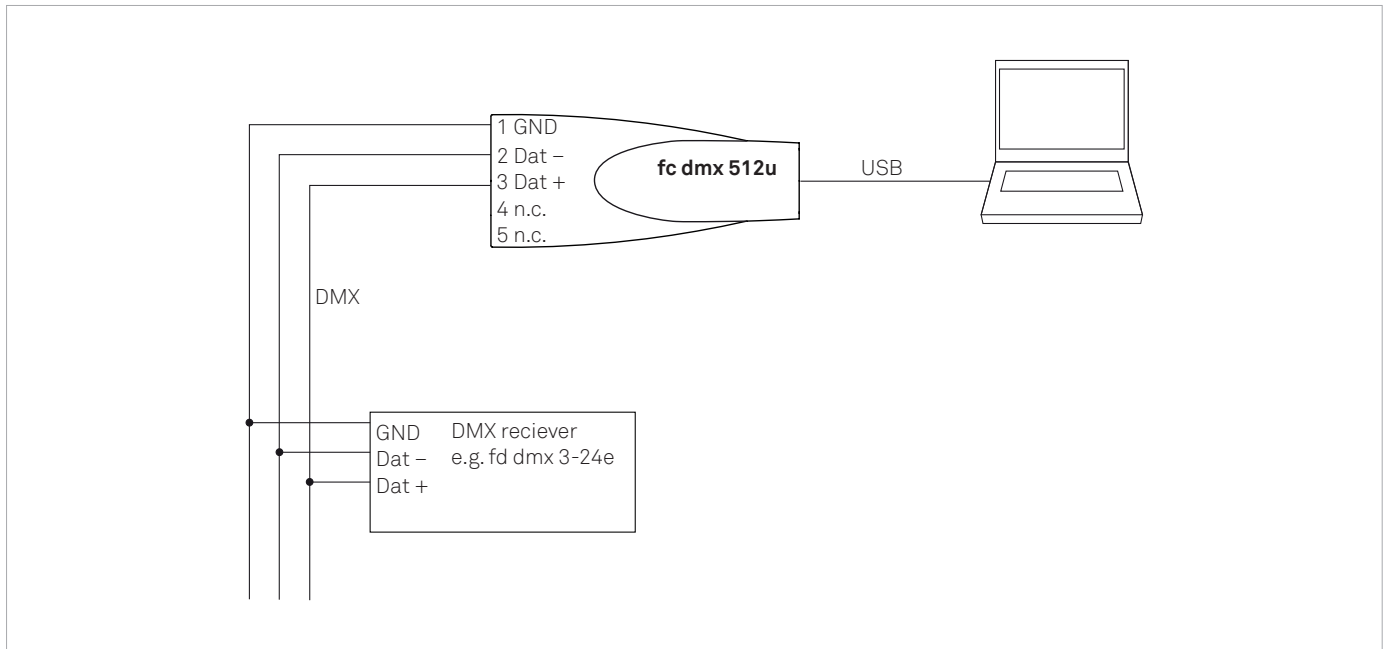 1 GND
2 Dat –
3 Dat +
4 n.c.
5 n.c.
fc dmx 512u
USB
DMX
GND
Dat –
Dat +
DMX reciever
e.g. fd dmx 3-24e